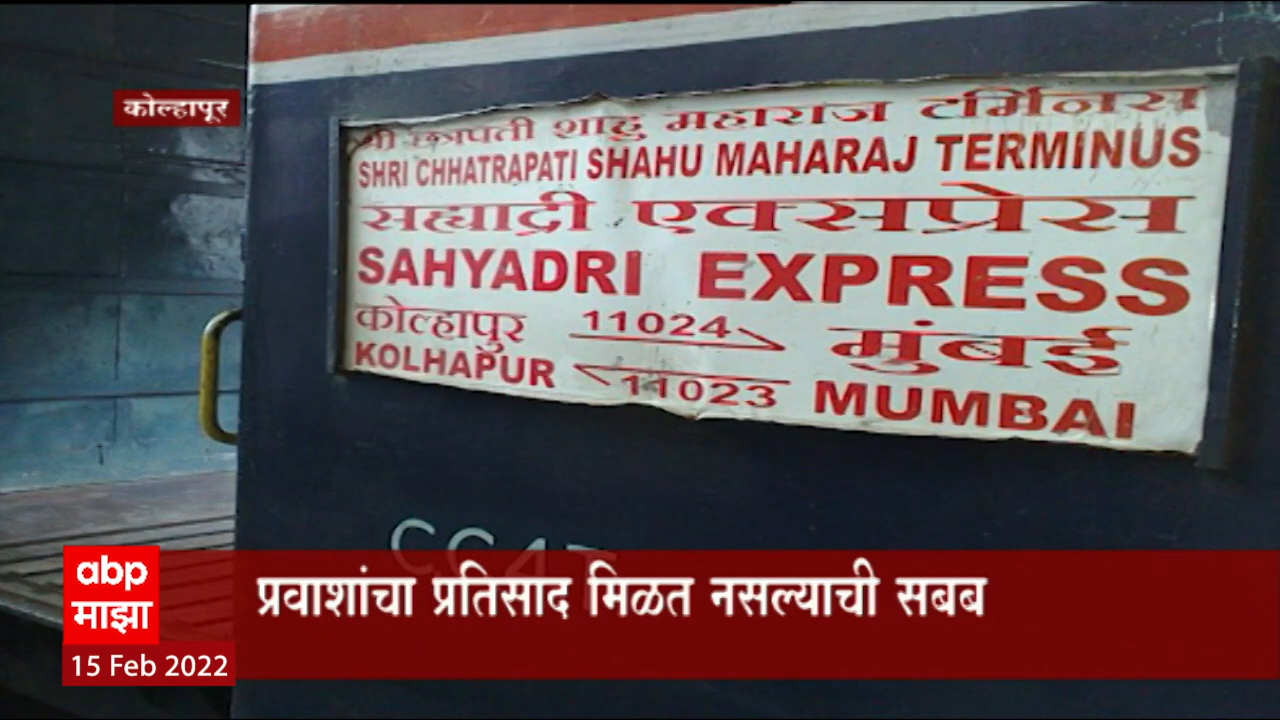 कोल्हापूर
श्री छत्रपती शाहु महाराज टर्मिनस
SHRI CHHATRAPATI SHAHU MAHARAJ TERMINUS
सह्याद्री एक्सप्रेस
SAHYADRI EXPRESS
कोल्हापुर 11024 मुंबई
KOLHAPUR 11023 MUMBAI
abp
माझा
प्रवाशांचा प्रतिसाद मिळत नसल्याची सबब
15 Feb 2022